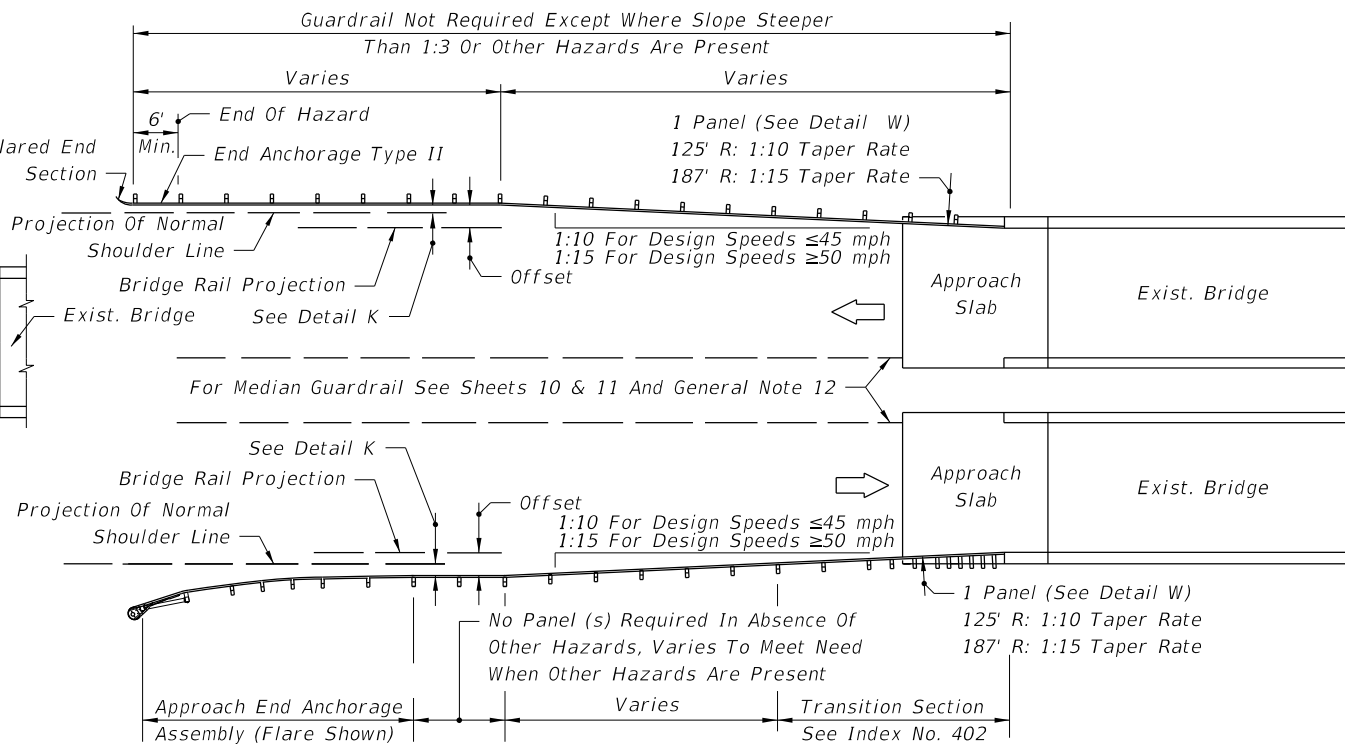 Guardrail Not Required Except Where Slope Steeper
Than 1:3 Or Other Hazards Are Present
Varies
Varies
6'
Min.
End Of Hazard
End Anchorage Type II
lared End
Section
1 Panel (See Detail W)
125' R: 1:10 Taper Rate
187' R: 1:15 Taper Rate
Projection Of Normal
Shoulder Line
1:10 For Design Speeds ≤45 mph
1:15 For Design Speeds ≥50 mph
Bridge Rail Projection
Offset
See Detail K
Exist. Bridge
Approach
Slab
Exist. Bridge
For Median Guardrail See Sheets 10 & 11 And General Note 12
See Detail K
Bridge Rail Projection
Offset
Projection Of Normal
Shoulder Line
1:10 For Design Speeds ≤45 mph
1:15 For Design Speeds ≥50 mph
Approach
Slab
Exist. Bridge
1 Panel (See Detail W)
125' R: 1:10 Taper Rate
187' R: 1:15 Taper Rate
No Panel (s) Required In Absence Of
Other Hazards, Varies To Meet Need
When Other Hazards Are Present
Approach End Anchorage
Assembly (Flare Shown)
Varies
Transition Section
See Index No. 402